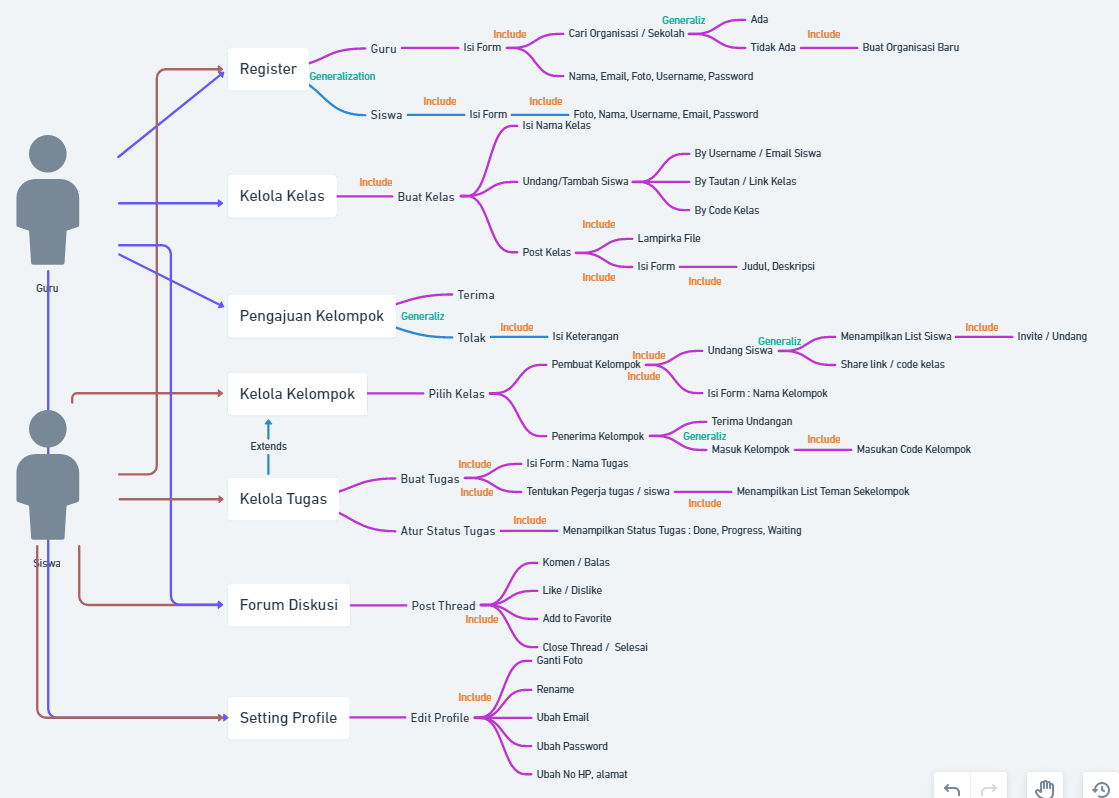 Guru
Siswa
Register
Generalization
Guru
Isi Form
Include
Cari Organisasi / Sekolah
Generaliz
Ada
Tidak Ada
Include
Buat Organisasi Baru
Nama, Email, Foto, Username, Password
Siswa
Include
Isi Form
Include
Foto, Nama, Username, Email, Password
Kelola Kelas
Include
Buat Kelas
Isi Nama Kelas
Undang/Tambah Siswa
By Username / Email Siswa
By Tautan / Link Kelas
By Code Kelas
Post Kelas
Include
Lampirka File
Include
Isi Form
Include
Judul, Deskripsi
Pengajuan Kelompok
Generaliz
Terima
Tolak
Include
Isi Keterangan
Kelola Kelompok
Pilih Kelas
Pembuat Kelompok
Include
Include
Undang Siswa
Generaliz
Menampilkan List Siswa
Include
Invite / Undang
Share link / code kelas
Isi Form : Nama Kelompok
Penerima Kelompok
Generaliz
Terima Undangan
Masuk Kelompok
Include
Masukan Code Kelompok
Extends
Kelola Tugas
Buat Tugas
Include
Include
Isi Form : Nama Tugas
Tentukan Pegerja tugas / siswa
Include
Menampilkan List Teman Sekelompok
Atur Status Tugas
Include
Menampilkan Status Tugas : Done, Progress, Waiting
Forum Diskusi
Post Thread
Include
Komen / Balas
Like / Dislike
Add to Favorite
Close Thread / Selesai
Setting Profile
Edit Profile
Include
Ganti Foto
Rename
Ubah Email
Ubah Password
Ubah No HP, alamat